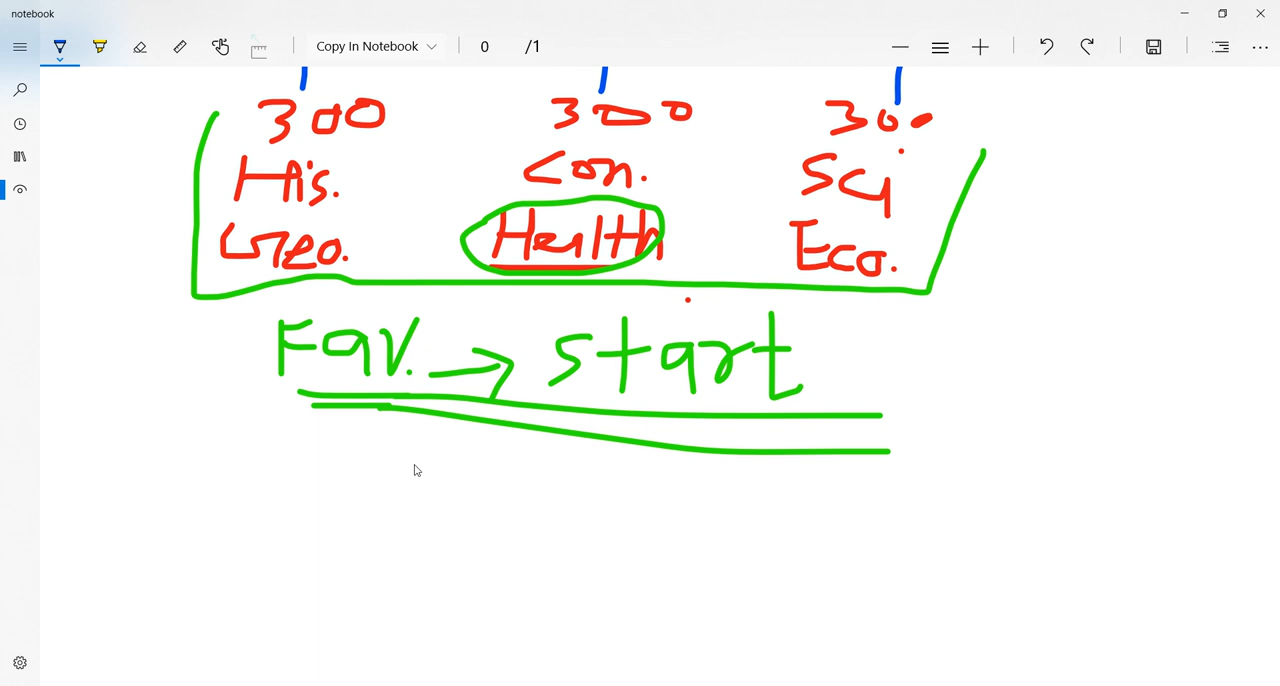 notebook
Copy In Notebook 0 /1
300 300 300
His. Con. Sci
Geo. Health Eco.
Fav. → start